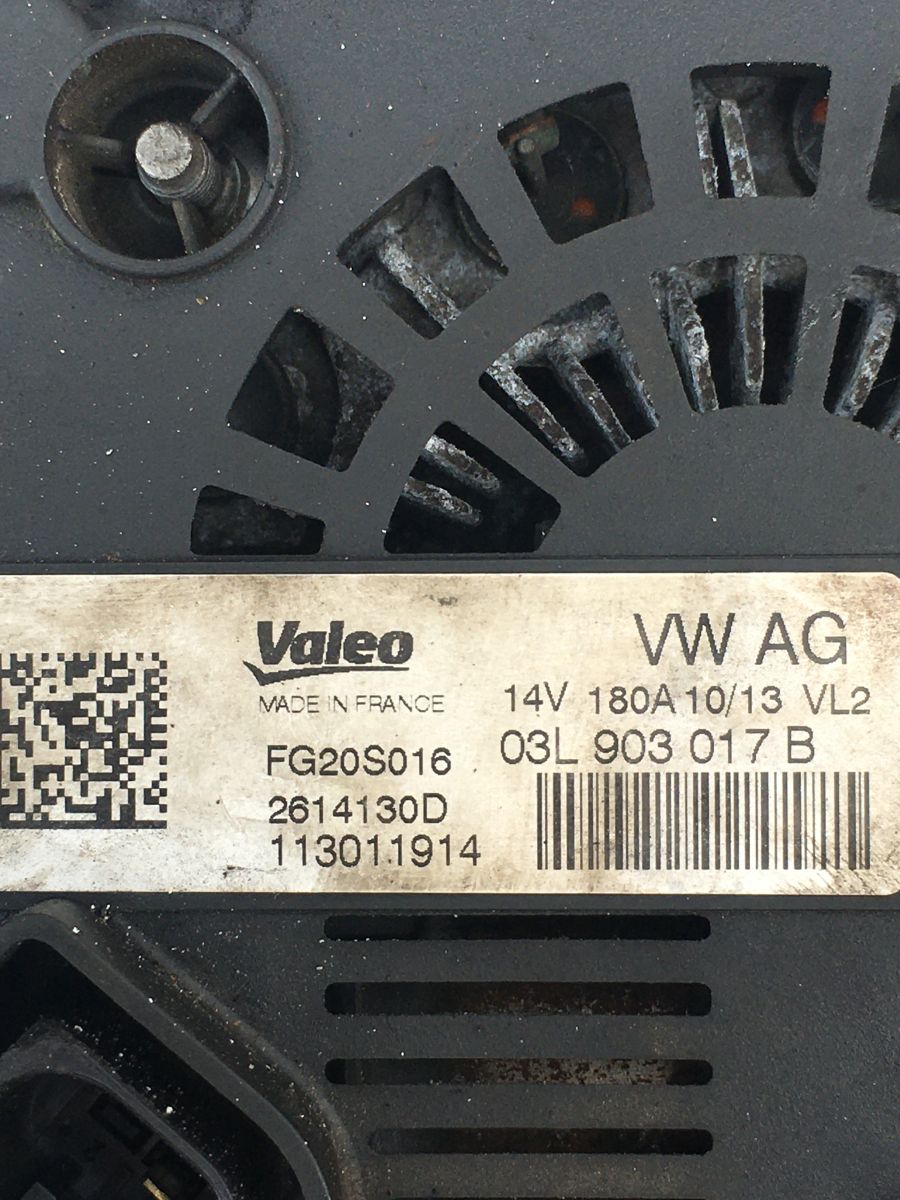 Valeo
MADE IN FRANCE
FG20S016
2614130D
113011914
VW AG
14V 180A 10/13 VL2
03L 903 017 B